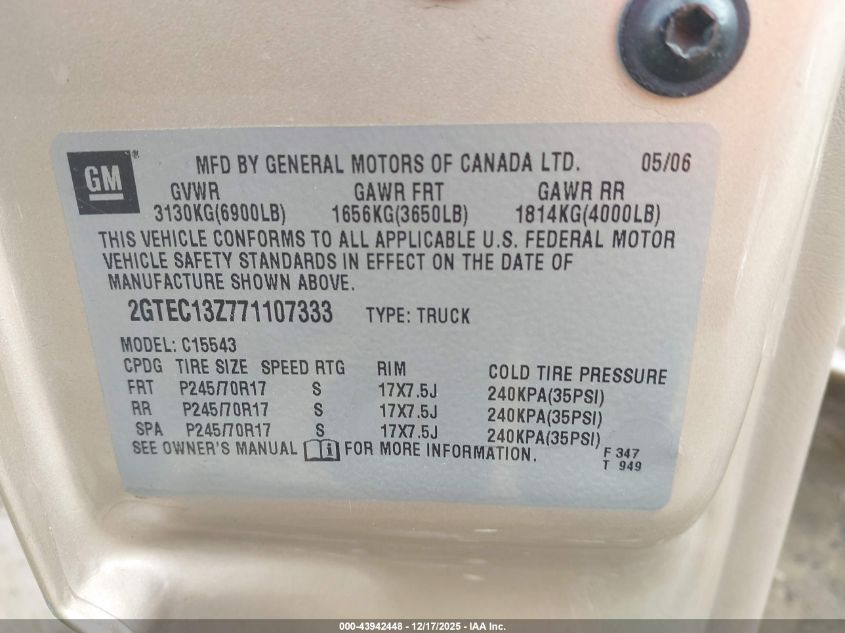 GM ® MFD BY GENERAL MOTORS OF CANADA LTD. 05/06
GVWR GAWR FRT GAWR RR
3130KG(6900LB) 1656KG(3650LB) 1814KG(4000LB)
THIS VEHICLE CONFORMS TO ALL APPLICABLE U.S. FEDERAL MOTOR
VEHICLE SAFETY STANDARDS IN EFFECT ON THE DATE OF
MANUFACTURE SHOWN ABOVE.
2GTEC13Z771107333 TYPE: TRUCK
MODEL: C15543
CPDG TIRE SIZE SPEED RTG RIM COLD TIRE PRESSURE
FRT P245/70R17 S 17X7.5J 240KPA(35PSI)
RR P245/70R17 S 17X7.5J 240KPA(35PSI)
SPA P245/70R17 S 17X7.5J 240KPA(35PSI)
SEE OWNER'S MANUAL FOR MORE INFORMATION. F 347
T 949
000-43942448 - 12/17/2025 - IAA Inc.